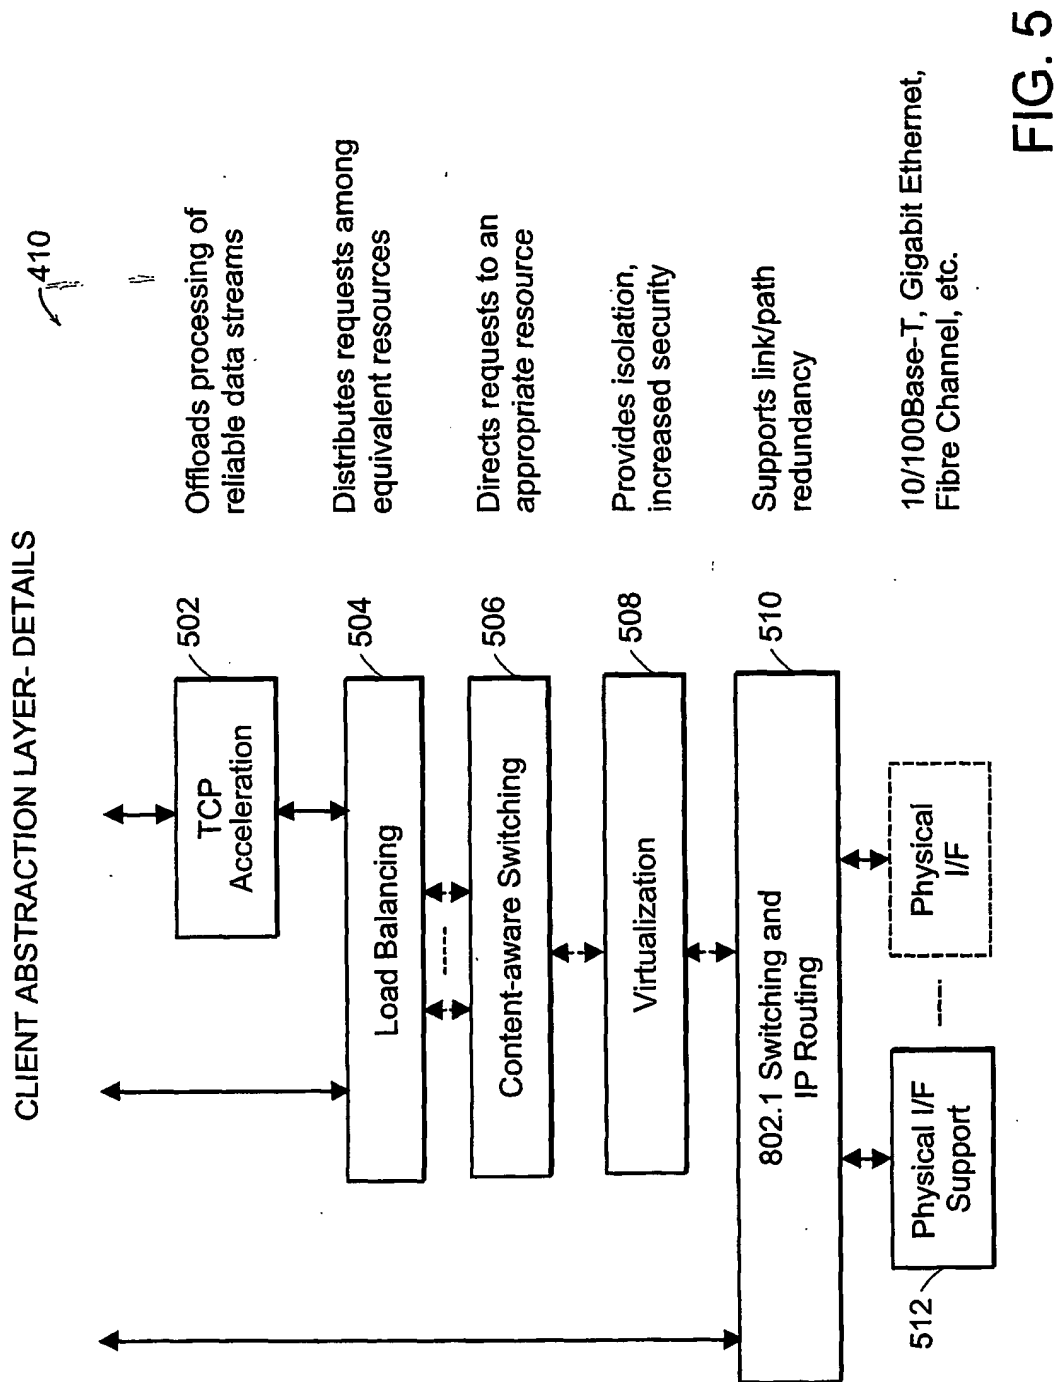 CLIENT ABSTRACTION LAYER- DETAILS
410
TCP
Acceleration
502
Offloads processing of
reliable data streams
Load Balancing
504
Distributes requests among
equivalent resources
Content-aware Switching
506
Directs requests to an
appropriate resource
Virtualization
508
Provides isolation,
increased security
802.1 Switching and
IP Routing
510
Supports link/path
redundancy
512
Physical I/F
Support
Physical
I/F
10/100Base-T, Gigabit Ethernet,
Fibre Channel, etc.
FIG. 5